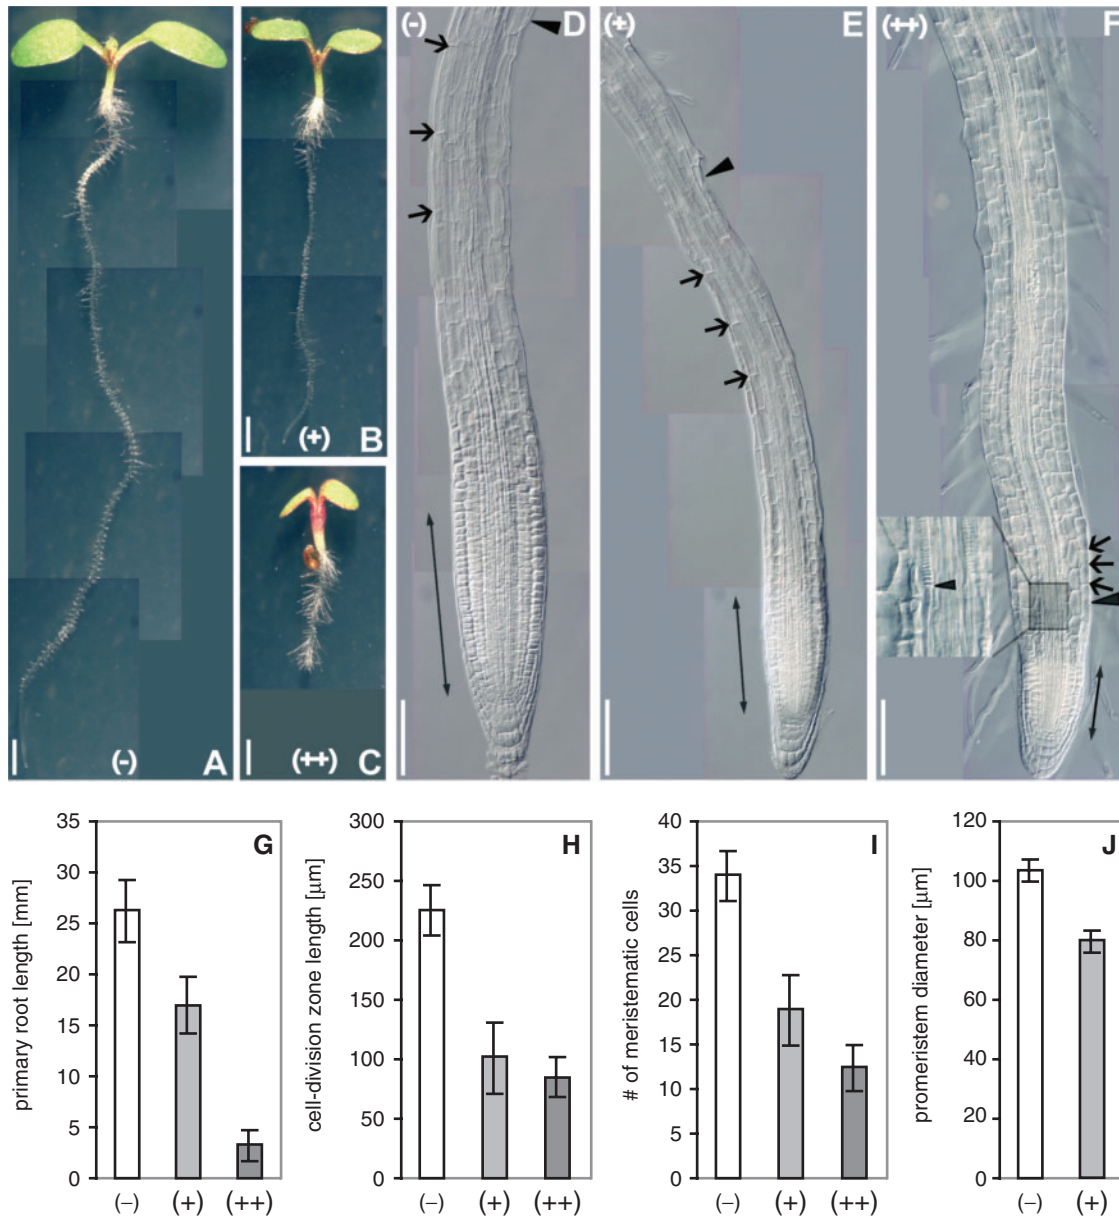 (-) A
(+) B
(++) C
(-) D
(+) E
(++) F
G
primary root length [mm]
35
30
25
20
15
10
5
0
(–) (+) (++)
H
cell-division zone length [μm]
300
250
200
150
100
50
0
(–) (+) (++)
I
# of meristematic cells
40
35
30
25
20
15
10
5
0
(–) (+) (++)
J
promeristem diameter [μm]
120
100
80
60
40
20
0
(–) (+)